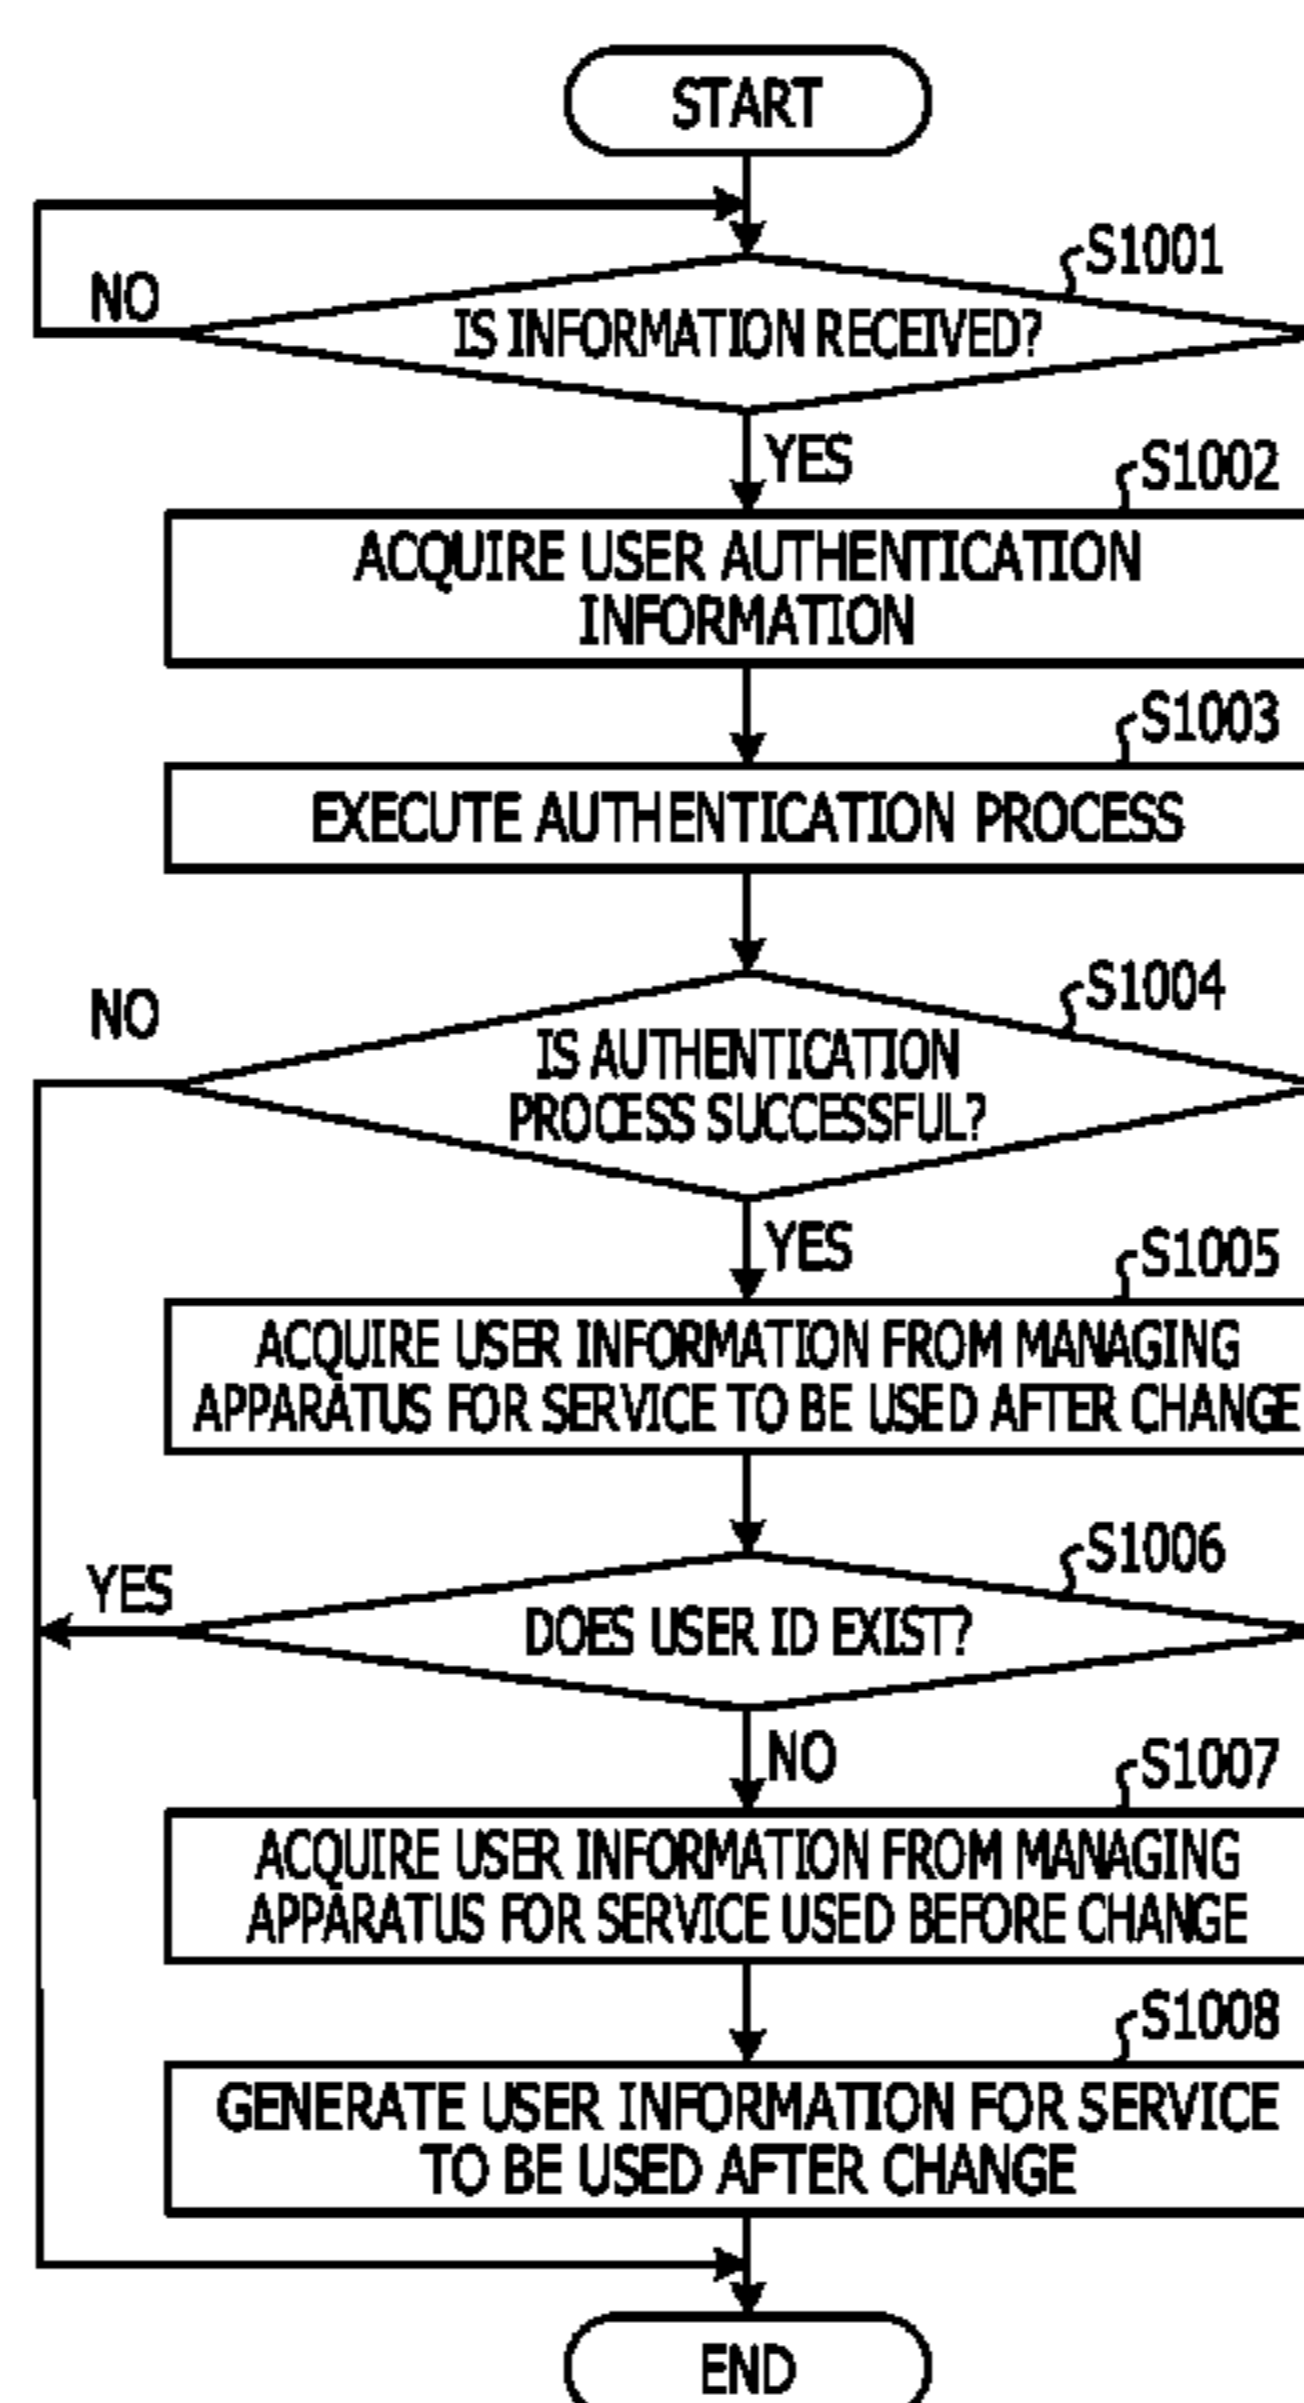 START
S1001
NO
IS INFORMATION RECEIVED?
YES
S1002
ACQUIRE USER AUTHENTICATION
INFORMATION
S1003
EXECUTE AUTHENTICATION PROCESS
S1004
NO
IS AUTHENTICATION
PROCESS SUCCESSFUL?
YES
S1005
ACQUIRE USER INFORMATION FROM MANAGING
APPARATUS FOR SERVICE TO BE USED AFTER CHANGE
S1006
YES
DOES USER ID EXIST?
NO
S1007
ACQUIRE USER INFORMATION FROM MANAGING
APPARATUS FOR SERVICE USED BEFORE CHANGE
S1008
GENERATE USER INFORMATION FOR SERVICE
TO BE USED AFTER CHANGE
END